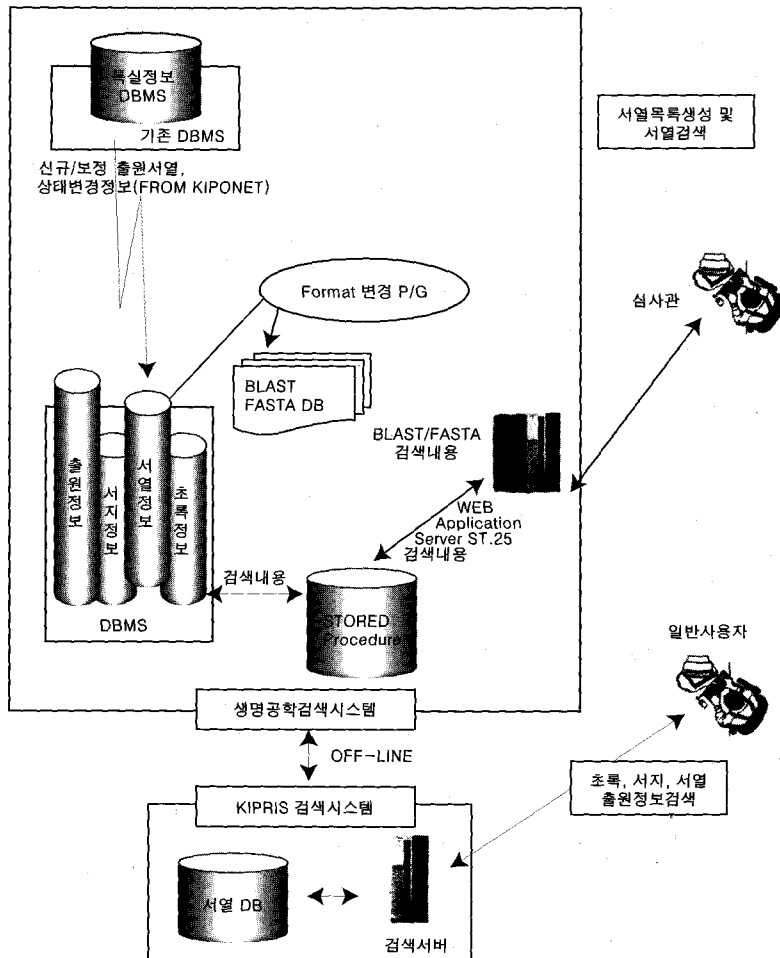 특실정보
DBMS
기존 DBMS
신규/보정 출원서열,
상태변경정보(FROM KIPONET)
서열목록생성 및
서열검색
Format 변경 P/G
심사관
BLAST
FASTA DB
BLAST/FASTA
검색내용
출원정보
서지정보
서열정보
초록정보
WEB
Application
Server ST.25
검색내용
검색내용
STORED
Procedure
DBMS
일반사용자
생명공학검색시스템
OFF-LINE
초록, 서지, 서열
출원정보검색
KIPRIS 검색시스템
서열 DB
검색서버